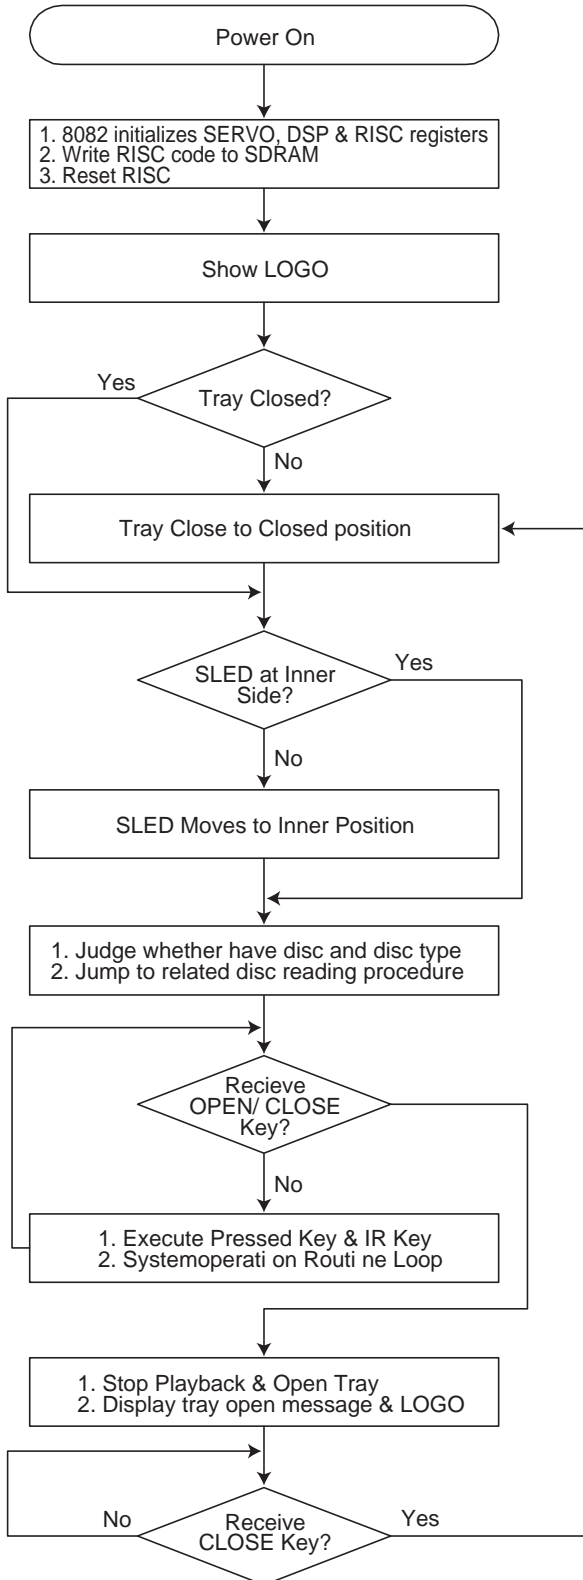 Power On
1. 8082 initializes SERVO, DSP & RISC registers
2. Write RISC code to SDRAM
3. Reset RISC
Show LOGO
Yes
Tray Closed?
No
Tray Close to Closed position
SLED at Inner
Side?
Yes
No
SLED Moves to Inner Position
1. Judge whether have disc and disc type
2. Jump to related disc reading procedure
Recieve
OPEN/ CLOSE
Key?
No
1. Execute Pressed Key & IR Key
2. Systemoperati on Routi ne Loop
1. Stop Playback & Open Tray
2. Display tray open message & LOGO
No
Receive
CLOSE Key?
Yes